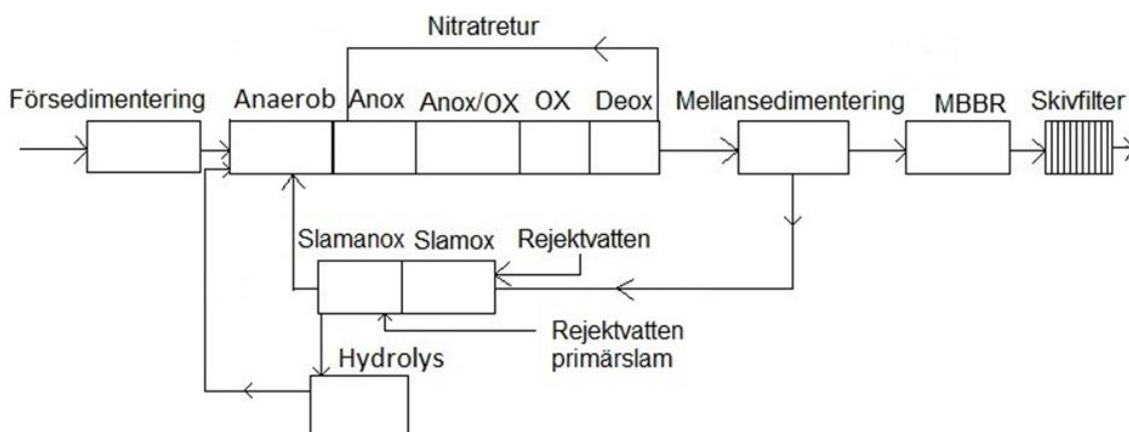 Nitratretur
Försedimentering
Anaerob
Anox
Anox/OX
OX
Deox
Mellansedimentering
MBBR
Skivfilter
Slamanox
Slamox
Rejektvatten
Rejektvatten
primärslam
Hydrolys